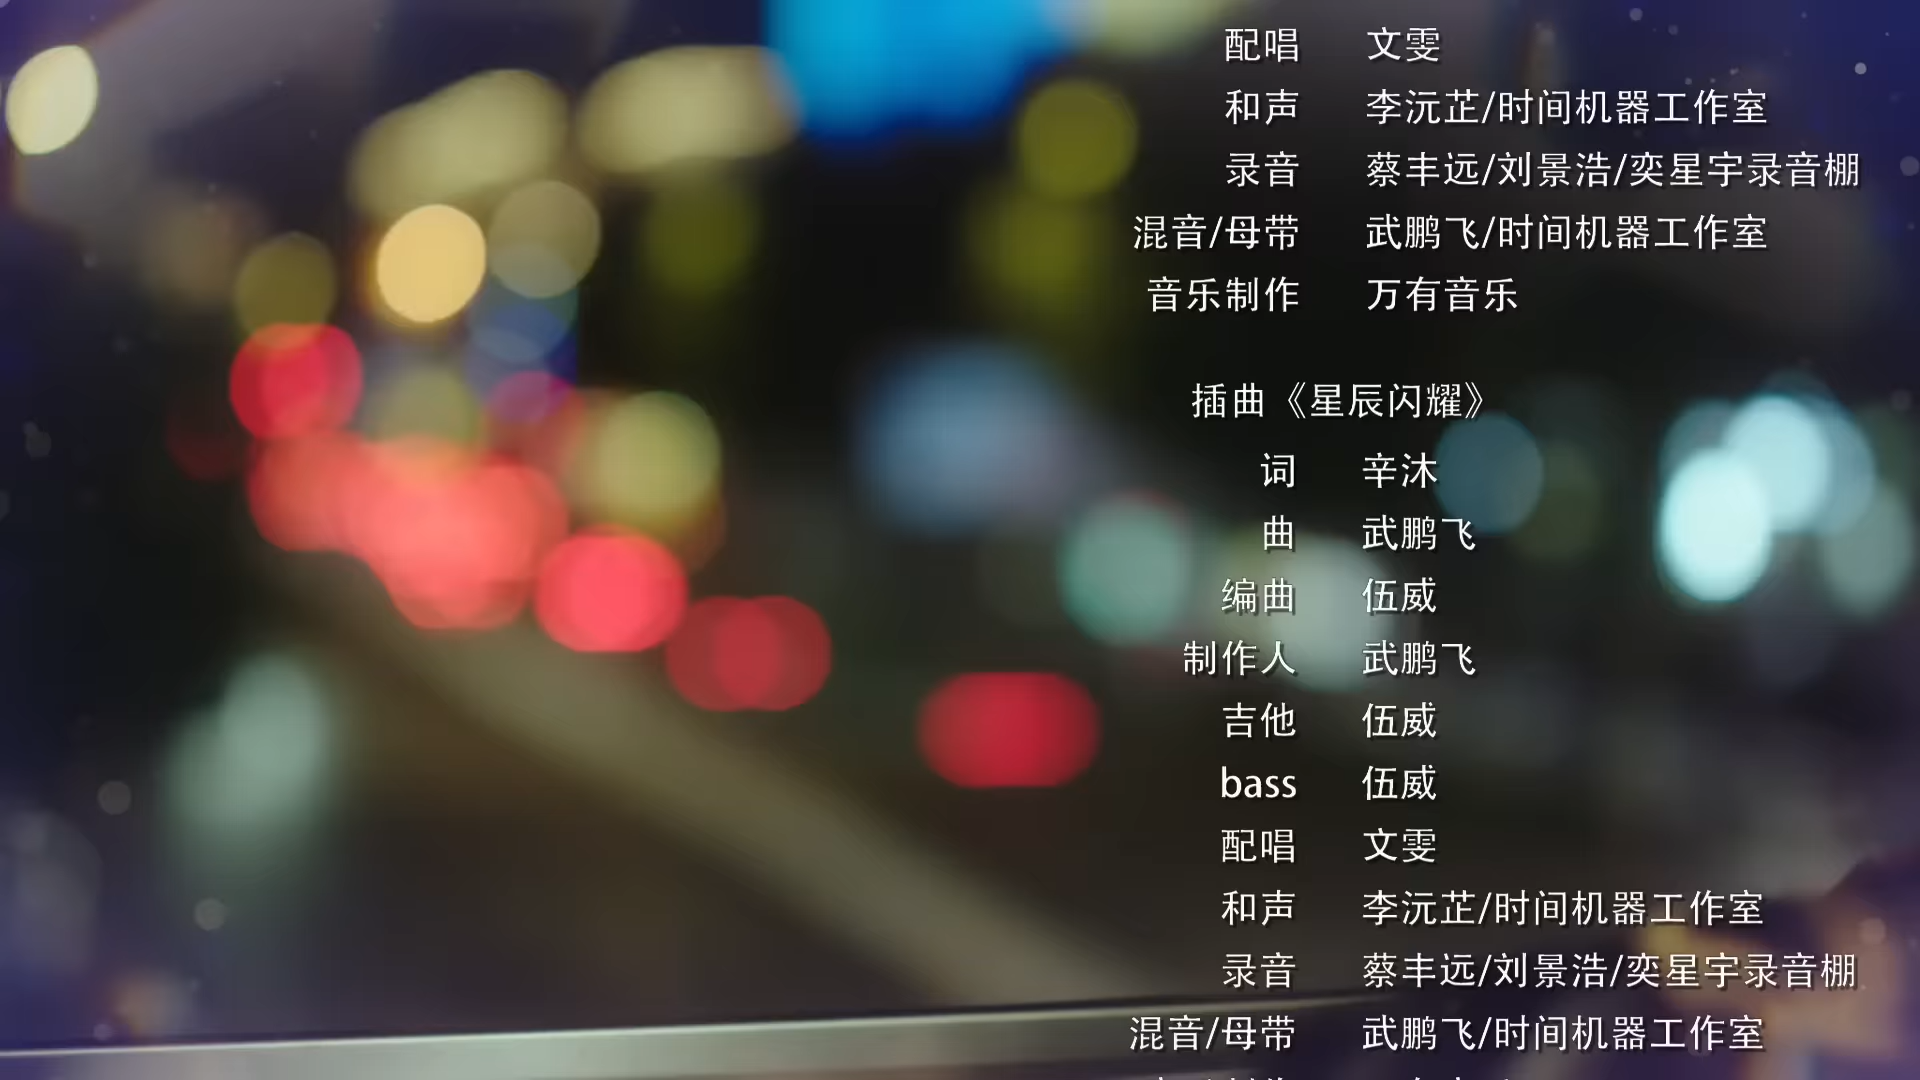 配唱 文雯
和声 李沅芷/时间机器工作室
录音 蔡丰远/刘景浩/奕星宇录音棚
混音/母带 武鹏飞/时间机器工作室
音乐制作 万有音乐
插曲《星辰闪耀》
词 辛沐
曲 武鹏飞
编曲 伍威
制作人 武鹏飞
吉他 伍威
bass 伍威
配唱 文雯
和声 李沅芷/时间机器工作室
录音 蔡丰远/刘景浩/奕星宇录音棚
混音/母带 武鹏飞/时间机器工作室